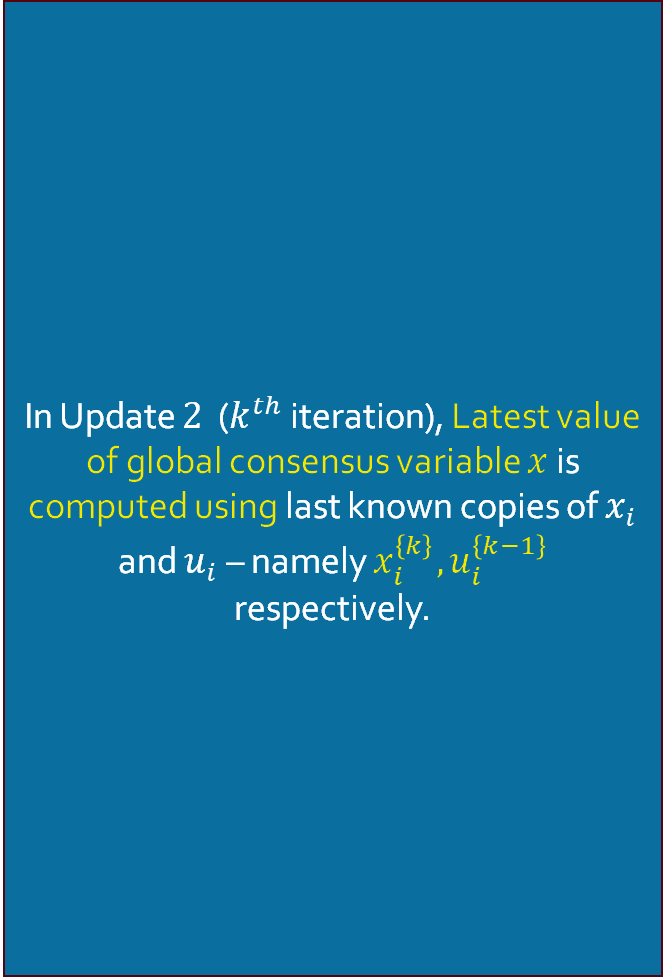 In Update 2 (k^{th} iteration), Latest value
of global consensus variable x is
computed using last known copies of x_i
and u_i – namely x_i^{\{k\}}, u_i^{\{k-1\}}
respectively.